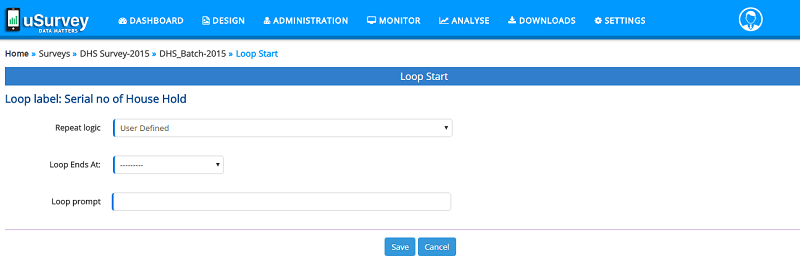 uSurvey DASHBOARD DESIGN ADMINISTRATION MONITOR ANALYSE DOWNLOADS SETTINGS
DATA MATTERS
Home » Surveys » DHS Survey-2015 » DHS_Batch-2015 » Loop Start
Loop Start
Loop label: Serial no of House Hold
Repeat logic User Defined
Loop Ends At: ---------
Loop prompt
Save Cancel